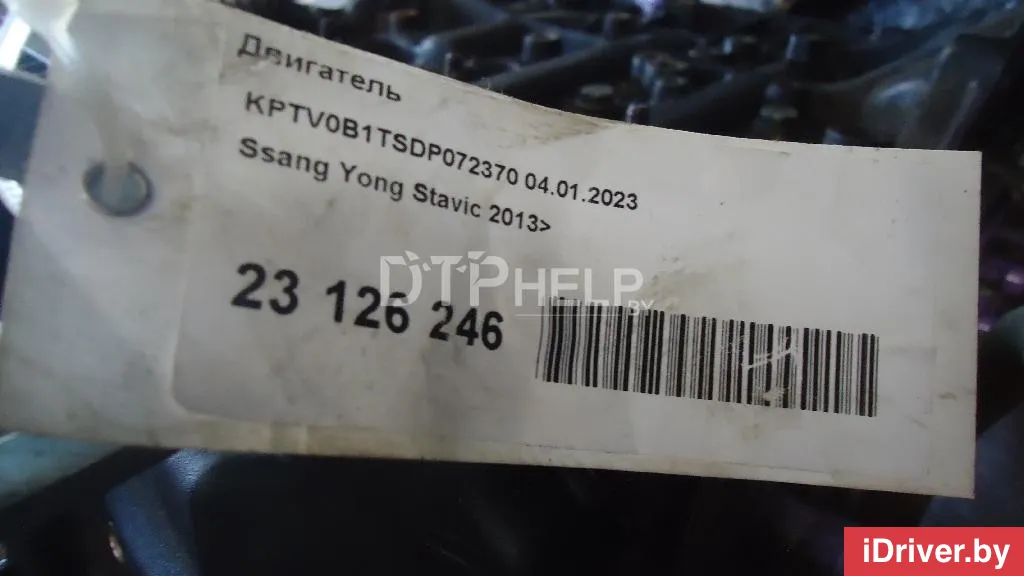 Двигатель
KPTV0B1TSDP072370 04.01.2023
Ssang Yong Stavic 2013>
23 126 246
DTPHELP
.BY
iDriver.by